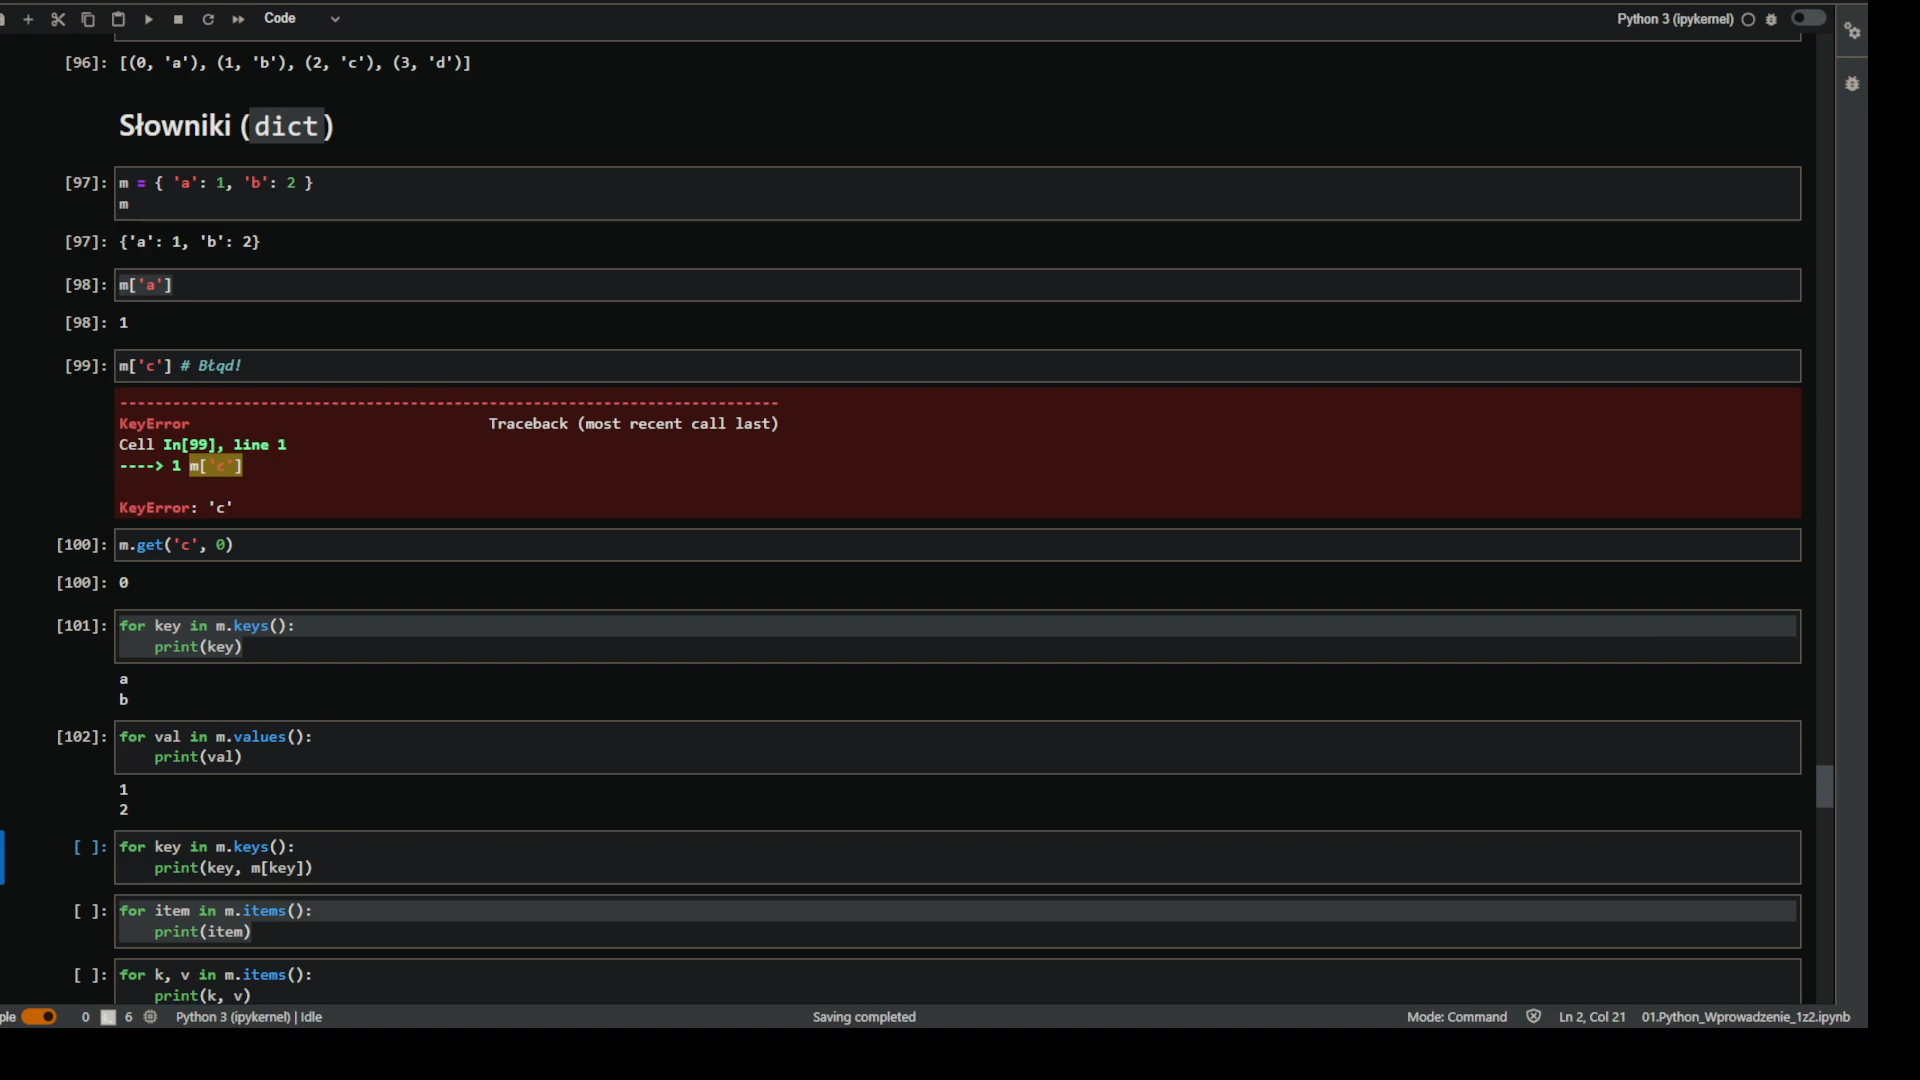 Code
Python 3 (ipykernel)
[96]: [(0, 'a'), (1, 'b'), (2, 'c'), (3, 'd')]
Słowniki (dict)
[97]: m = { 'a': 1, 'b': 2 }
m
[97]: {'a': 1, 'b': 2}
[98]: m['a']
[98]: 1
[99]: m['c'] # Błąd!
---------------------------------------------------------------------------
KeyError                                  Traceback (most recent call last)
Cell In[99], line 1
----> 1 m['c']
KeyError: 'c'
[100]: m.get('c', 0)
[100]: 0
[101]: for key in m.keys():
    print(key)
a
b
[102]: for val in m.values():
    print(val)
1
2
[ ]: for key in m.keys():
    print(key, m[key])
[ ]: for item in m.items():
    print(item)
[ ]: for k, v in m.items():
    print(k, v)
ple 0 6 Python 3 (ipykernel) | Idle Saving completed Mode: Command Ln 2, Col 21 01.Python_Wprowadzenie_1z2.ipynb